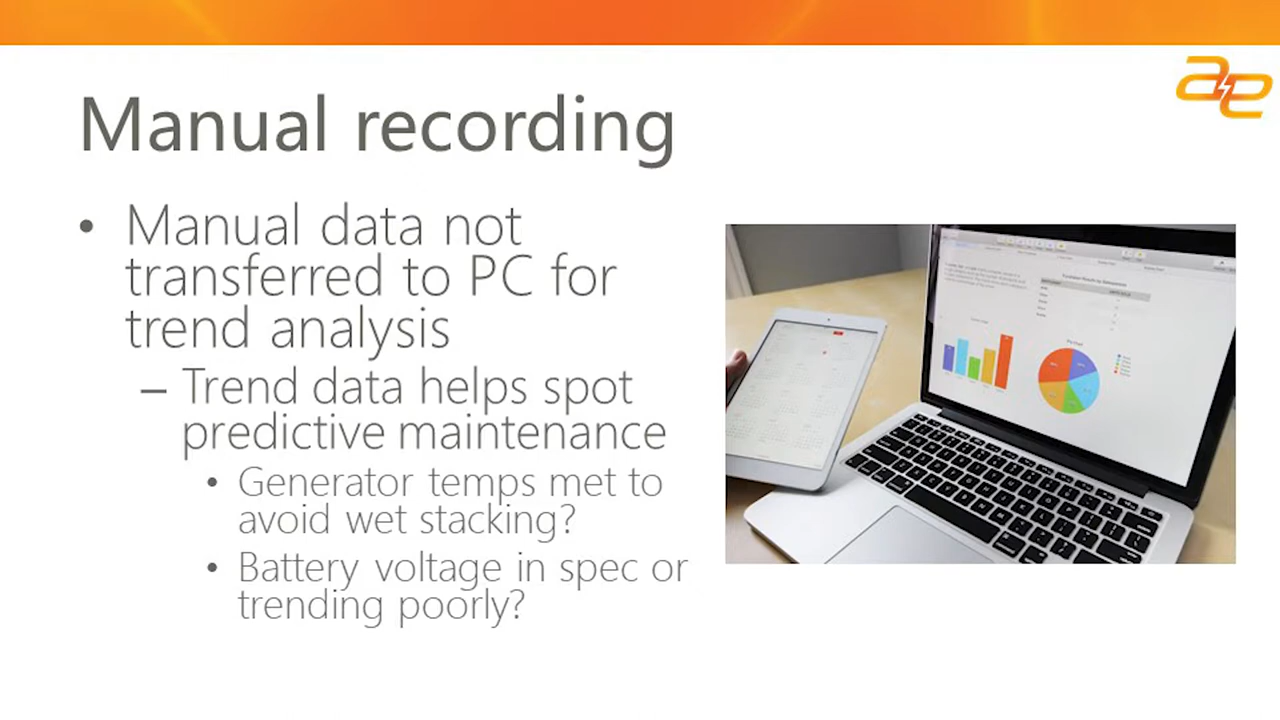 ae
Manual recording
• Manual data not
transferred to PC for
trend analysis
– Trend data helps spot
predictive maintenance
• Generator temps met to
avoid wet stacking?
• Battery voltage in spec or
trending poorly?